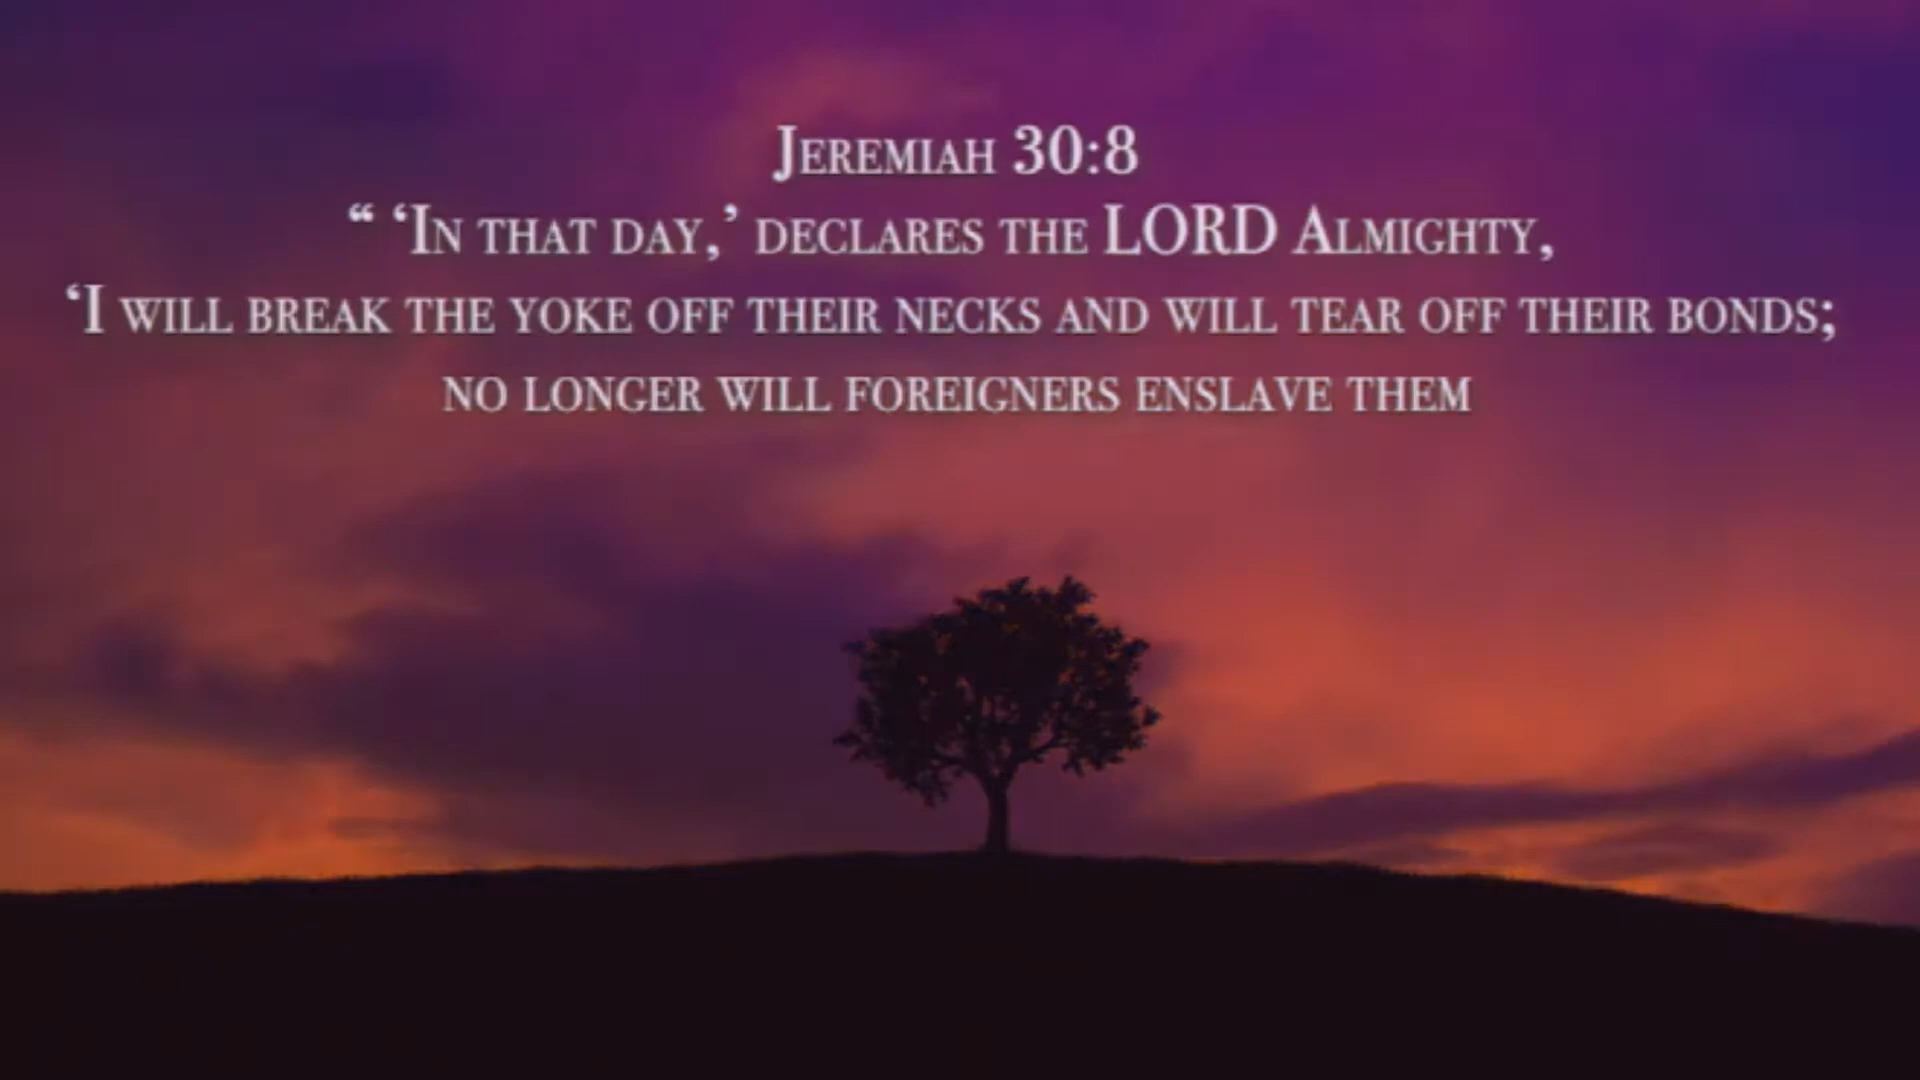 Jeremiah 30:8
“ ‘In that day,’ declares the LORD Almighty,
‘I will break the yoke off their necks and will tear off their bonds;
no longer will foreigners enslave them